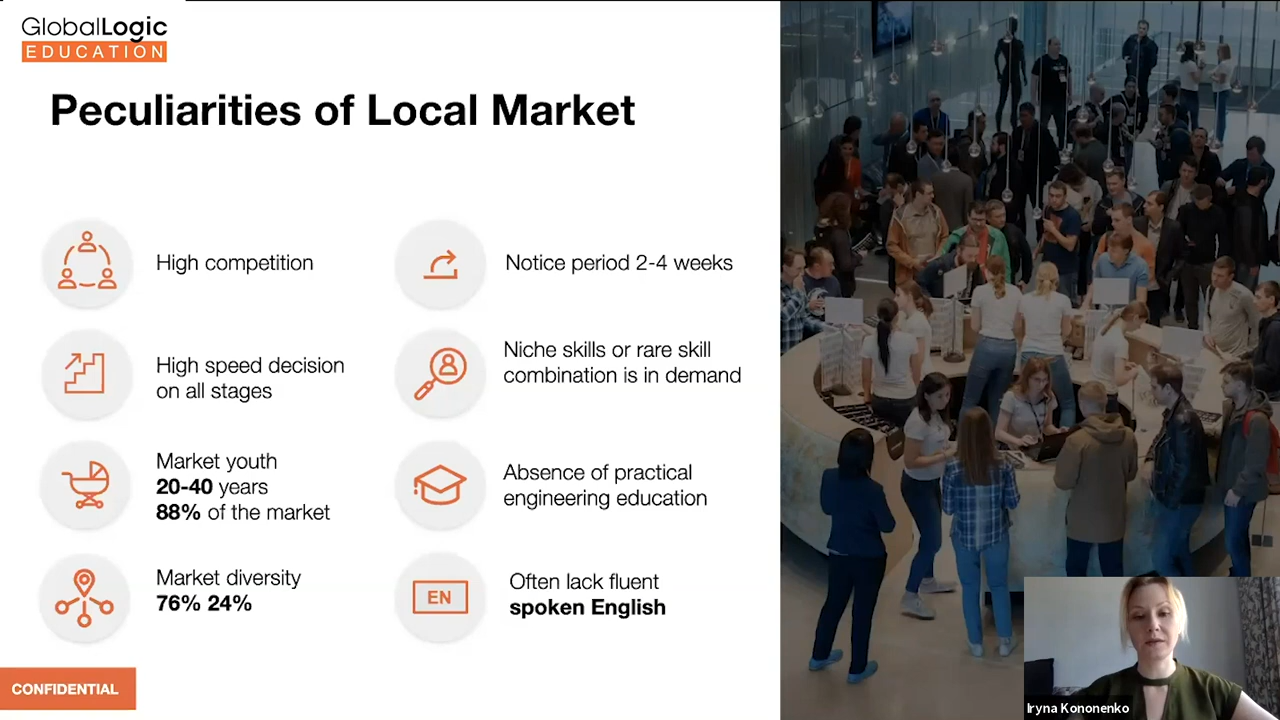 GlobalLogic
EDUCATION
Peculiarities of Local Market
High competition
High speed decision
on all stages
Market youth
20-40 years
88% of the market
Market diversity
76% 24%
Notice period 2-4 weeks
Niche skills or rare skill
combination is in demand
Absence of practical
engineering education
EN
Often lack fluent
spoken English
CONFIDENTIAL
Iryna Kononenko